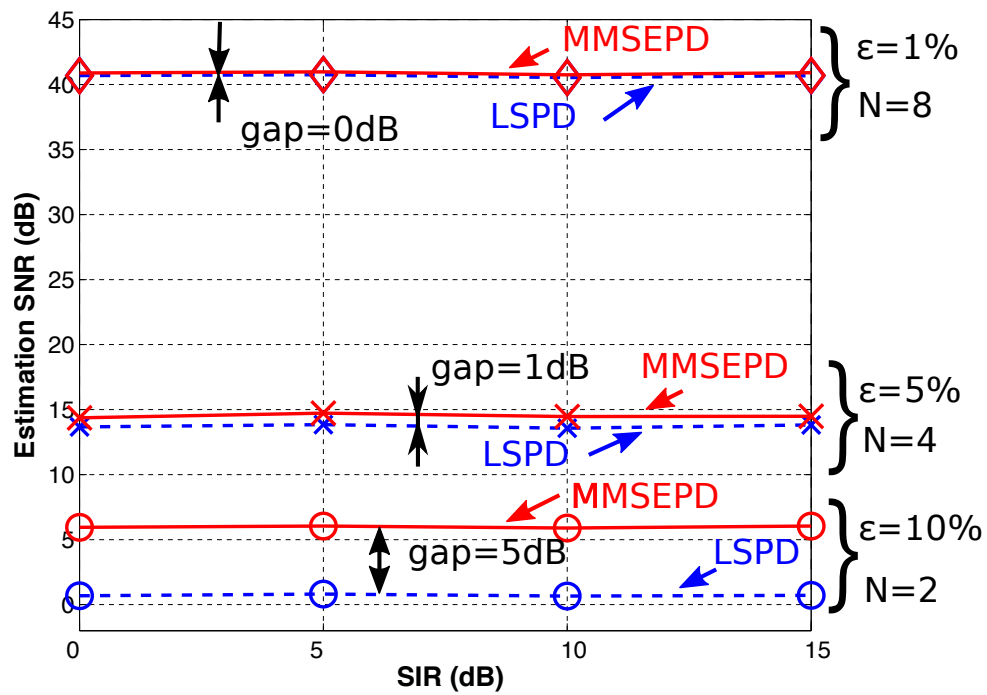 45
40
35
30
25
20
15
10
5
0
Estimation SNR (dB)
0
5
10
15
SIR (dB)
MMSEPD
LSPD
gap=0dB
ε=1%
N=8
gap=1dB
MMSEPD
LSPD
ε=5%
N=4
MMSEPD
gap=5dB
LSPD
ε=10%
N=2